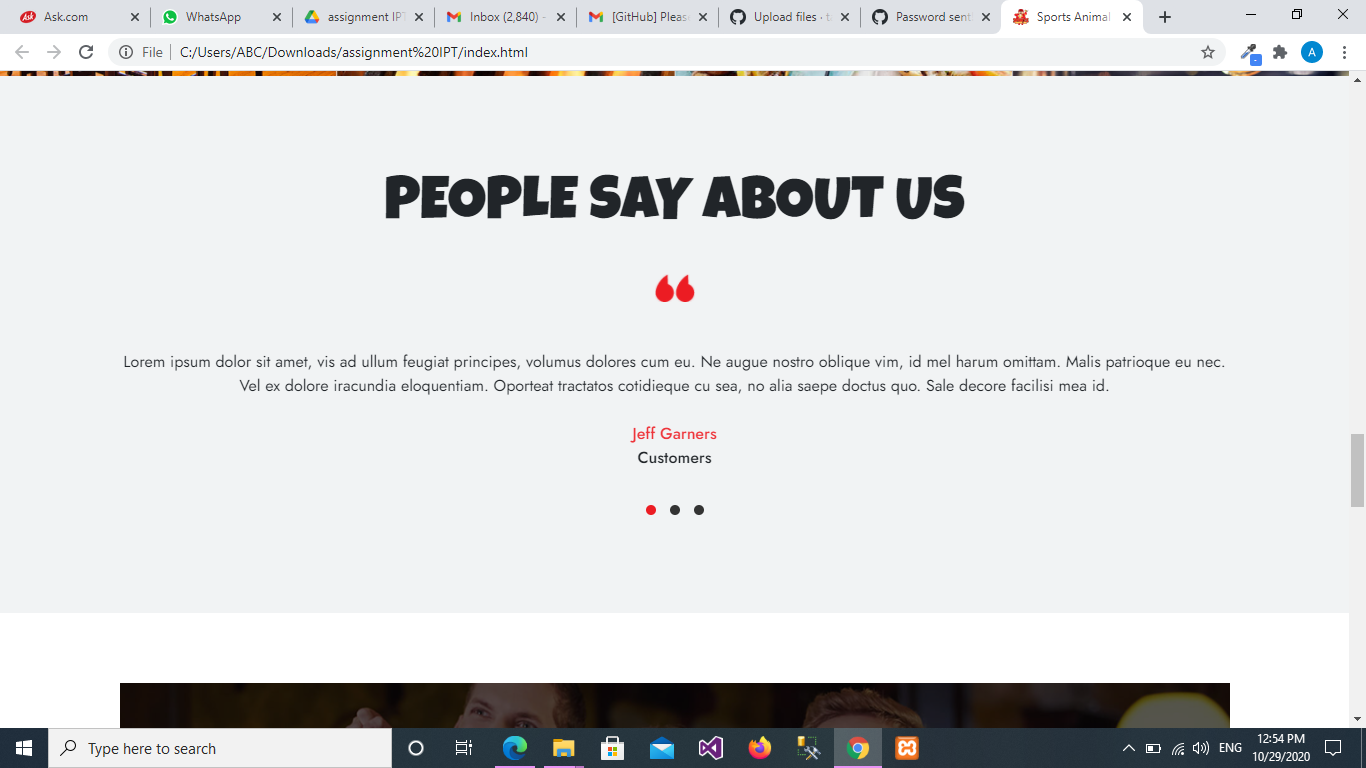 Ask
Ask.com
WhatsApp
assignment IPT
Inbox (2,840) -
[GitHub] Pleas
Upload files · t
Password sent
Sports Animal
File
C:/Users/ABC/Downloads/assignment%20IPT/index.html
A
PEOPLE SAY ABOUT US
Lorem ipsum dolor sit amet, vis ad ullum feugiat principes, volumus dolores cum eu. Ne augue nostro oblique vim, id mel harum omittam. Malis patrioque eu nec.
Vel ex dolore iracundia eloquentiam. Oporteat tractatos cotidieque cu sea, no alia saepe doctus quo. Sale decore facilisi mea id.
Jeff Garners
Customers
Type here to search
ENG
12:54 PM
10/29/2020